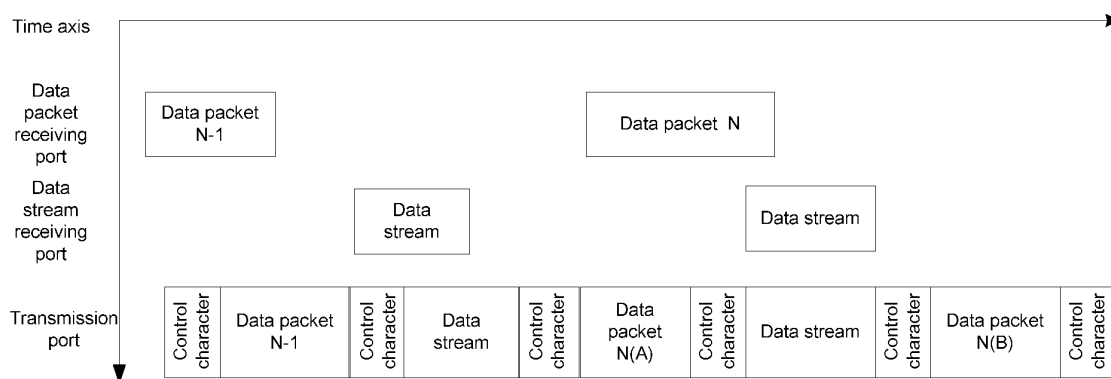 Time axis
Data
packet
receiving
port
Data packet
N-1
Data packet N
Data
stream
receiving
port
Data
stream
Data stream
Transmission
port
Control
character
Data packet
N-1
Control
character
Data
stream
Control
character
Data
packet
N(A)
Control
character
Data stream
Control
character
Data packet
N(B)
Control
character